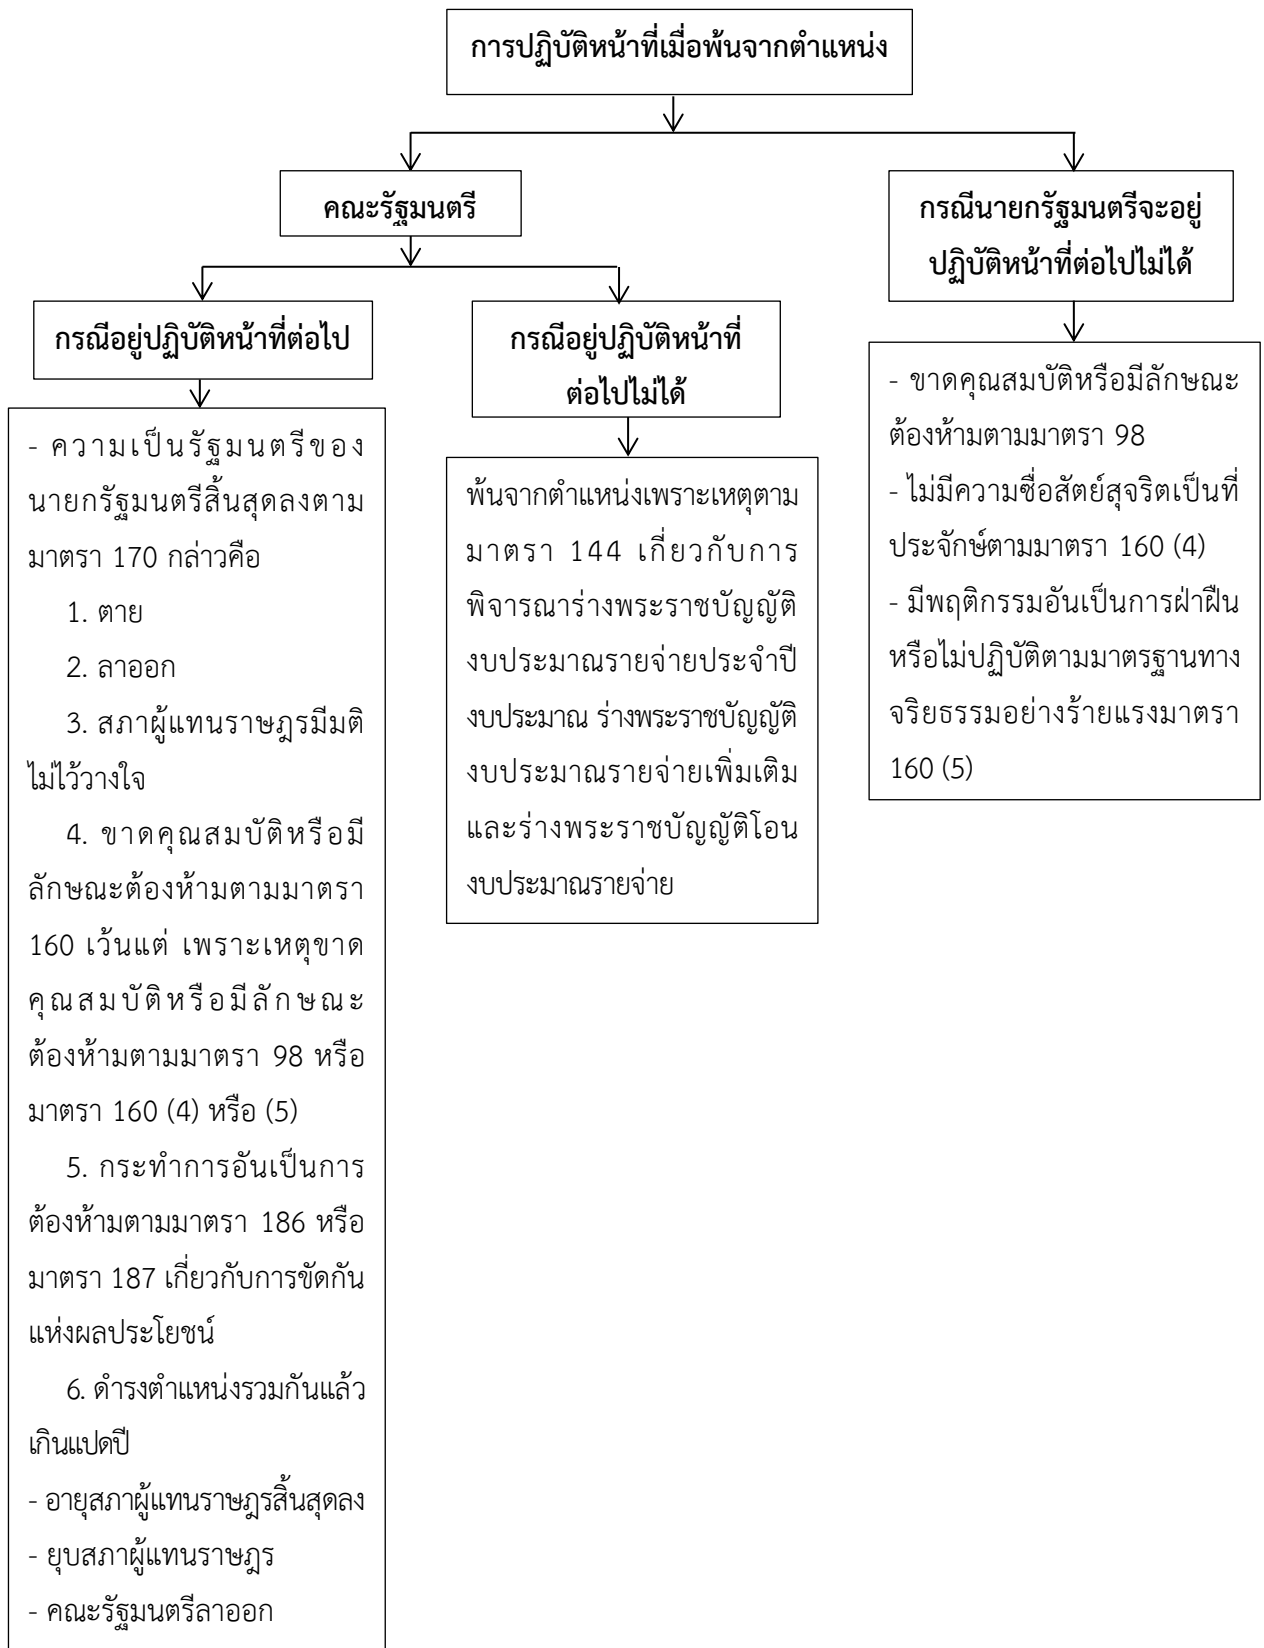 การปฏิบัติหน้าที่เมื่อพ้นจากตำแหน่ง
คณะรัฐมนตรี
กรณีนายกรัฐมนตรีจะอยู่
ปฏิบัติหน้าที่ต่อไปไม่ได้
กรณีอยู่ปฏิบัติหน้าที่ต่อไป
กรณีอยู่ปฏิบัติหน้าที่
ต่อไปไม่ได้
- ความเป็นรัฐมนตรีของ
นายกรัฐมนตรีสิ้นสุดลงตาม
มาตรา 170 กล่าวคือ
1. ตาย
2. ลาออก
3. สภาผู้แทนราษฎรมีมติ
ไม่ไว้วางใจ
4. ขาดคุณสมบัติหรือมี
ลักษณะต้องห้ามตามมาตรา
160 เว้นแต่ เพราะเหตุขาด
คุณสมบัติหรือมีลักษณะ
ต้องห้ามตามมาตรา 98 หรือ
มาตรา 160 (4) หรือ (5)
5. กระทำการอันเป็นการ
ต้องห้ามตามมาตรา 186 หรือ
มาตรา 187 เกี่ยวกับการขัดกัน
แห่งผลประโยชน์
6. ดำรงตำแหน่งรวมกันแล้ว
เกินแปดปี
- อายุสภาผู้แทนราษฎรสิ้นสุดลง
- ยุบสภาผู้แทนราษฎร
- คณะรัฐมนตรีลาออก
พ้นจากตำแหน่งเพราะเหตุตาม
มาตรา 144 เกี่ยวกับการ
พิจารณาร่างพระราชบัญญัติ
งบประมาณรายจ่ายประจำปี
งบประมาณ ร่างพระราชบัญญัติ
งบประมาณรายจ่ายเพิ่มเติม
และร่างพระราชบัญญัติโอน
งบประมาณรายจ่าย
- ขาดคุณสมบัติหรือมีลักษณะ
ต้องห้ามตามมาตรา 98
- ไม่มีความซื่อสัตย์สุจริตเป็นที่
ประจักษ์ตามมาตรา 160 (4)
- มีพฤติกรรมอันเป็นการฝ่าฝืน
หรือไม่ปฏิบัติตามมาตรฐานทาง
จริยธรรมอย่างร้ายแรงมาตรา
160 (5)